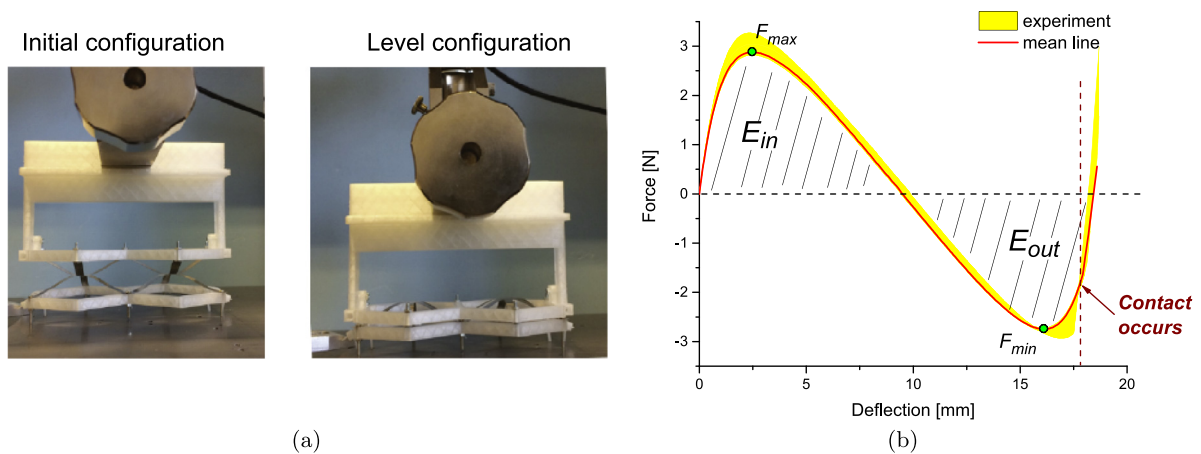 Initial configuration
Level configuration
(a)
experiment
mean line
F_max
E_in
E_out
F_min
Contact
occurs
3
2
1
0
-1
-2
-3
Force [N]
0
5
10
15
20
Deflection [mm]
(b)